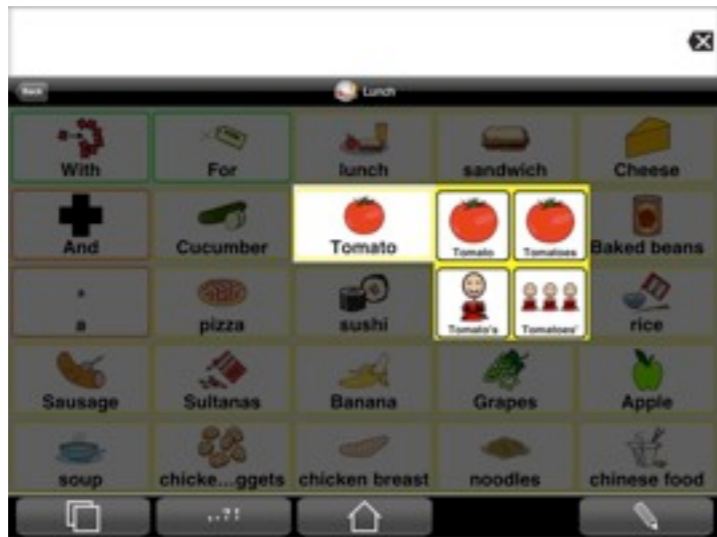 Back
Lunch
With
For
lunch
sandwich
Cheese
And
Cucumber
Tomato
Tomato
Tomatoes
Baked beans
Tomato's
Tomatoes'
a
a
pizza
sushi
rice
Sausage
Sultanas
Banana
Grapes
Apple
soup
chicke...ggets
chicken breast
noodles
chinese food
.,?!